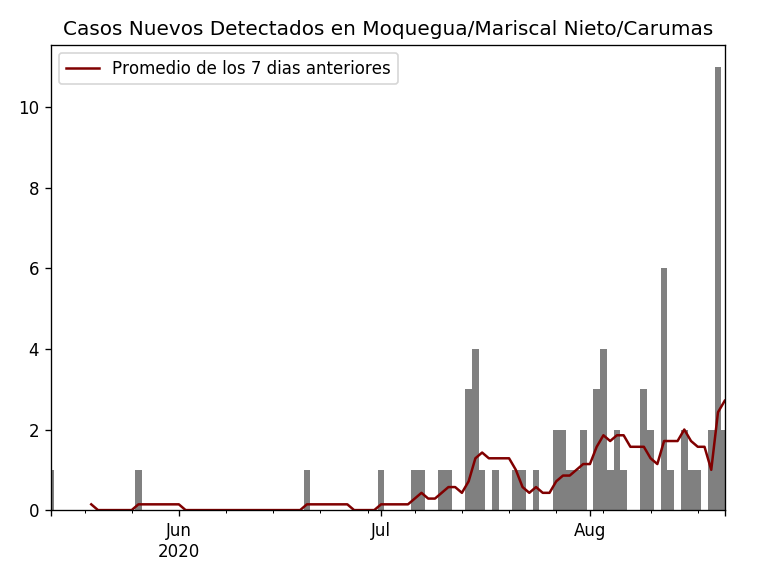 Casos Nuevos Detectados en Moquegua/Mariscal Nieto/Carumas
Promedio de los 7 dias anteriores
10
8
6
4
2
0
Jun
2020
Jul
Aug